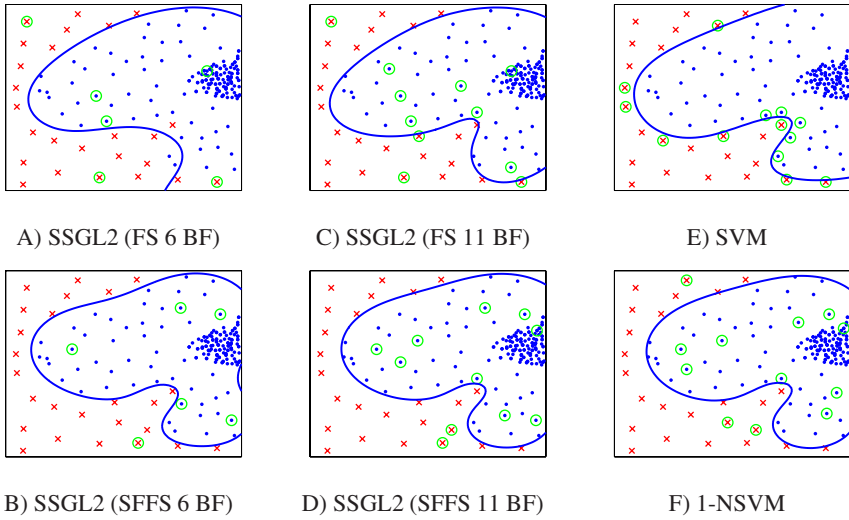 A) SSGL2 (FS 6 BF)
C) SSGL2 (FS 11 BF)
E) SVM
B) SSGL2 (SFFS 6 BF)
D) SSGL2 (SFFS 11 BF)
F) 1-NSVM